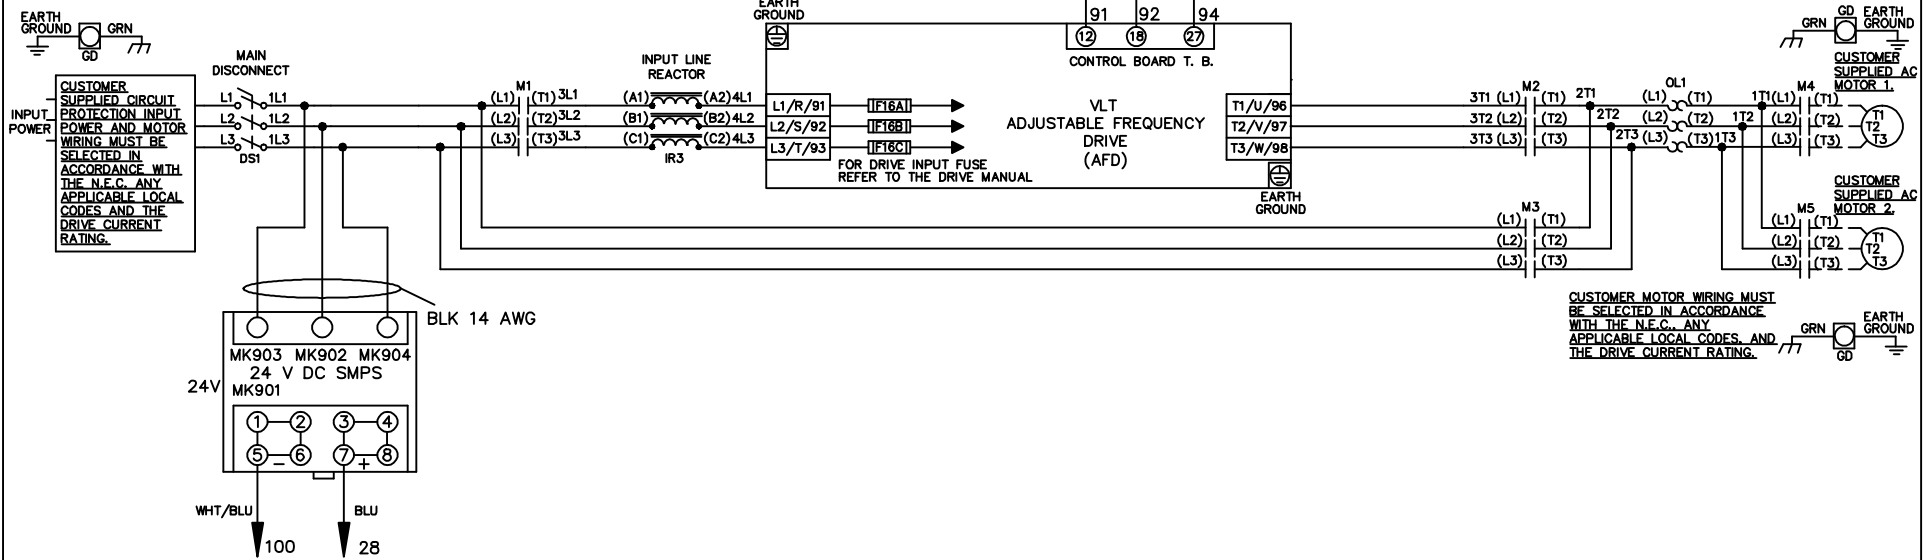 EARTH
GROUND
GRN
GD
INPUT
POWER
CUSTOMER
SUPPLIED CIRCUIT
PROTECTION INPUT
POWER AND MOTOR
WIRING MUST BE
SELECTED IN
ACCORDANCE WITH
THE N.E.C. ANY
APPLICABLE LOCAL
CODES AND THE
DRIVE CURRENT
RATING.
MAIN
DISCONNECT
L1 1L1
L2 1L2
L3 1L3
DS1
M1
(L1) (T1) 3L1
(L2) (T2) 3L2
(L3) (T3) 3L3
INPUT LINE
REACTOR
(A1) (A2) 4L1
(B1) (B2) 4L2
(C1) (C2) 4L3
IR3
EARTH
GROUND
91 92 94
12 18 27
CONTROL BOARD T. B.
L1/R/91
L2/S/92
L3/T/93
F16A
F16B
F16C
FOR DRIVE INPUT FUSE
REFER TO THE DRIVE MANUAL
VLT
ADJUSTABLE FREQUENCY
DRIVE
(AFD)
T1/U/96
T2/V/97
T3/W/98
EARTH
GROUND
M2
3T1 (L1) (T1) 2T1
3T2 (L2) (T2) 2T2
3T3 (L3) (T3) 2T3
OL1
(L1) (T1) 1T1
(L2) (T2) 1T2
(L3) (T3) 1T3
M4
(L1) (T1)
(L2) (T2)
(L3) (T3)
T1
T2
T3
GRN
GD
EARTH
GROUND
CUSTOMER
SUPPLIED AC
MOTOR 1.
M3
(L1) (T1)
(L2) (T2)
(L3) (T3)
CUSTOMER
SUPPLIED AC
MOTOR 2.
M5
(L1) (T1)
(L2) (T2)
(L3) (T3)
T1
T2
T3
CUSTOMER MOTOR WIRING MUST
BE SELECTED IN ACCORDANCE
WITH THE N.E.C., ANY
APPLICABLE LOCAL CODES, AND
THE DRIVE CURRENT RATING.
GRN
GD
EARTH
GROUND
BLK 14 AWG
MK903 MK902 MK904
24 V DC SMPS
24V
MK901
1 2 3 4
5 6 7 8
- +
WHT/BLU
BLU
100
28